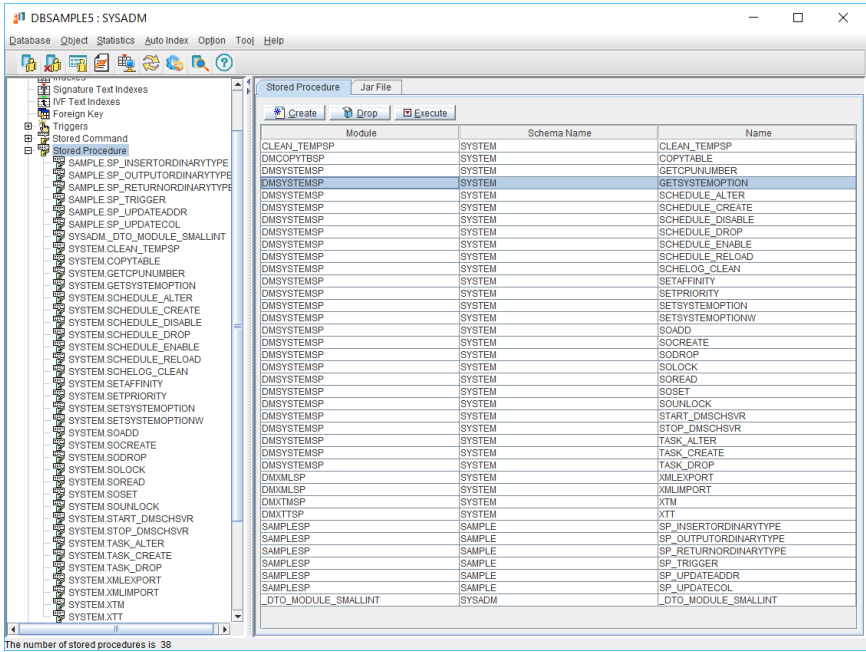 DBSAMPLE5 : SYSADM
Database Object Statistics Auto Index Option Tool Help
Indexes
Signature Text Indexes
IVF Text Indexes
Foreign Key
Triggers
Stored Command
Stored Procedure
SAMPLE.SP_INSERTORDINARYTYPE
SAMPLE.SP_OUTPUTORDINARYTYPE
SAMPLE.SP_RETURNORDINARYTYPE
SAMPLE.SP_TRIGGER
SAMPLE.SP_UPDATEADDR
SAMPLE.SP_UPDATECOL
SYSADM._DTO_MODULE_SMALLINT
SYSTEM.CLEAN_TEMPSP
SYSTEM.COPYTABLE
SYSTEM.GETCPUNUMBER
SYSTEM.GETSYSTEMOPTION
SYSTEM.SCHEDULE_ALTER
SYSTEM.SCHEDULE_CREATE
SYSTEM.SCHEDULE_DISABLE
SYSTEM.SCHEDULE_DROP
SYSTEM.SCHEDULE_ENABLE
SYSTEM.SCHEDULE_RELOAD
SYSTEM.SCHELOG_CLEAN
SYSTEM.SETAFFINITY
SYSTEM.SETPRIORITY
SYSTEM.SETSYSTEMOPTION
SYSTEM.SETSYSTEMOPTIONW
SYSTEM.SOADD
SYSTEM.SOCREATE
SYSTEM.SODROP
SYSTEM.SOLOCK
SYSTEM.SOREAD
SYSTEM.SOSET
SYSTEM.SOUNLOCK
SYSTEM.START_DMSCHSVR
SYSTEM.STOP_DMSCHSVR
SYSTEM.TASK_ALTER
SYSTEM.TASK_CREATE
SYSTEM.TASK_DROP
SYSTEM.XMLEXPORT
SYSTEM.XMLIMPORT
SYSTEM.XTM
SYSTEM.XTT
Stored Procedure Jar File
Create Drop Execute
Module Schema Name Name
CLEAN_TEMPSP SYSTEM CLEAN_TEMPSP
DMCOPYTBSP SYSTEM COPYTABLE
DMSYSTEMSP SYSTEM GETCPUNUMBER
DMSYSTEMSP SYSTEM GETSYSTEMOPTION
DMSYSTEMSP SYSTEM SCHEDULE_ALTER
DMSYSTEMSP SYSTEM SCHEDULE_CREATE
DMSYSTEMSP SYSTEM SCHEDULE_DISABLE
DMSYSTEMSP SYSTEM SCHEDULE_DROP
DMSYSTEMSP SYSTEM SCHEDULE_ENABLE
DMSYSTEMSP SYSTEM SCHEDULE_RELOAD
DMSYSTEMSP SYSTEM SCHELOG_CLEAN
DMSYSTEMSP SYSTEM SETAFFINITY
DMSYSTEMSP SYSTEM SETPRIORITY
DMSYSTEMSP SYSTEM SETSYSTEMOPTION
DMSYSTEMSP SYSTEM SETSYSTEMOPTIONW
DMSYSTEMSP SYSTEM SOADD
DMSYSTEMSP SYSTEM SOCREATE
DMSYSTEMSP SYSTEM SODROP
DMSYSTEMSP SYSTEM SOLOCK
DMSYSTEMSP SYSTEM SOREAD
DMSYSTEMSP SYSTEM SOSET
DMSYSTEMSP SYSTEM SOUNLOCK
DMSYSTEMSP SYSTEM START_DMSCHSVR
DMSYSTEMSP SYSTEM STOP_DMSCHSVR
DMSYSTEMSP SYSTEM TASK_ALTER
DMSYSTEMSP SYSTEM TASK_CREATE
DMSYSTEMSP SYSTEM TASK_DROP
DMXMLSP SYSTEM XMLEXPORT
DMXMLSP SYSTEM XMLIMPORT
DMXTMSP SYSTEM XTM
DMXTTSP SYSTEM XTT
SAMPLESP SAMPLE SP_INSERTORDINARYTYPE
SAMPLESP SAMPLE SP_OUTPUTORDINARYTYPE
SAMPLESP SAMPLE SP_RETURNORDINARYTYPE
SAMPLESP SAMPLE SP_TRIGGER
SAMPLESP SAMPLE SP_UPDATEADDR
SAMPLESP SAMPLE SP_UPDATECOL
_DTO_MODULE_SMALLINT SYSADM _DTO_MODULE_SMALLINT
The number of stored procedures is 38